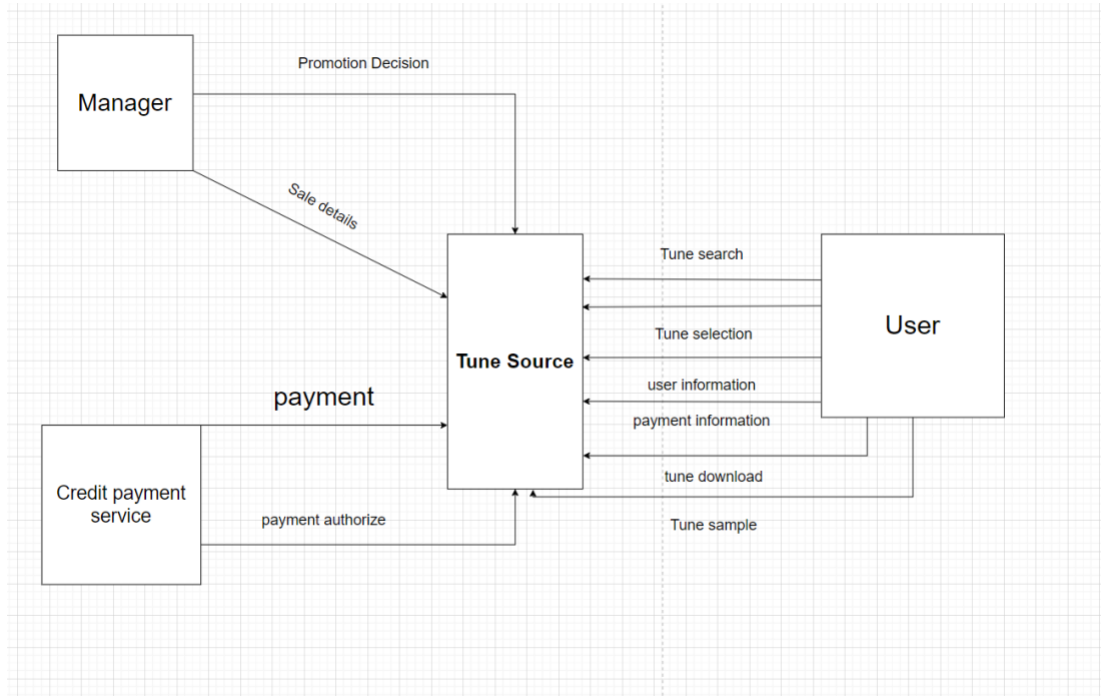 Promotion Decision
Manager
Sale details
Tune search
User
Tune selection
Tune Source
user information
payment
payment information
tune download
Credit payment
service
payment authorize
Tune sample